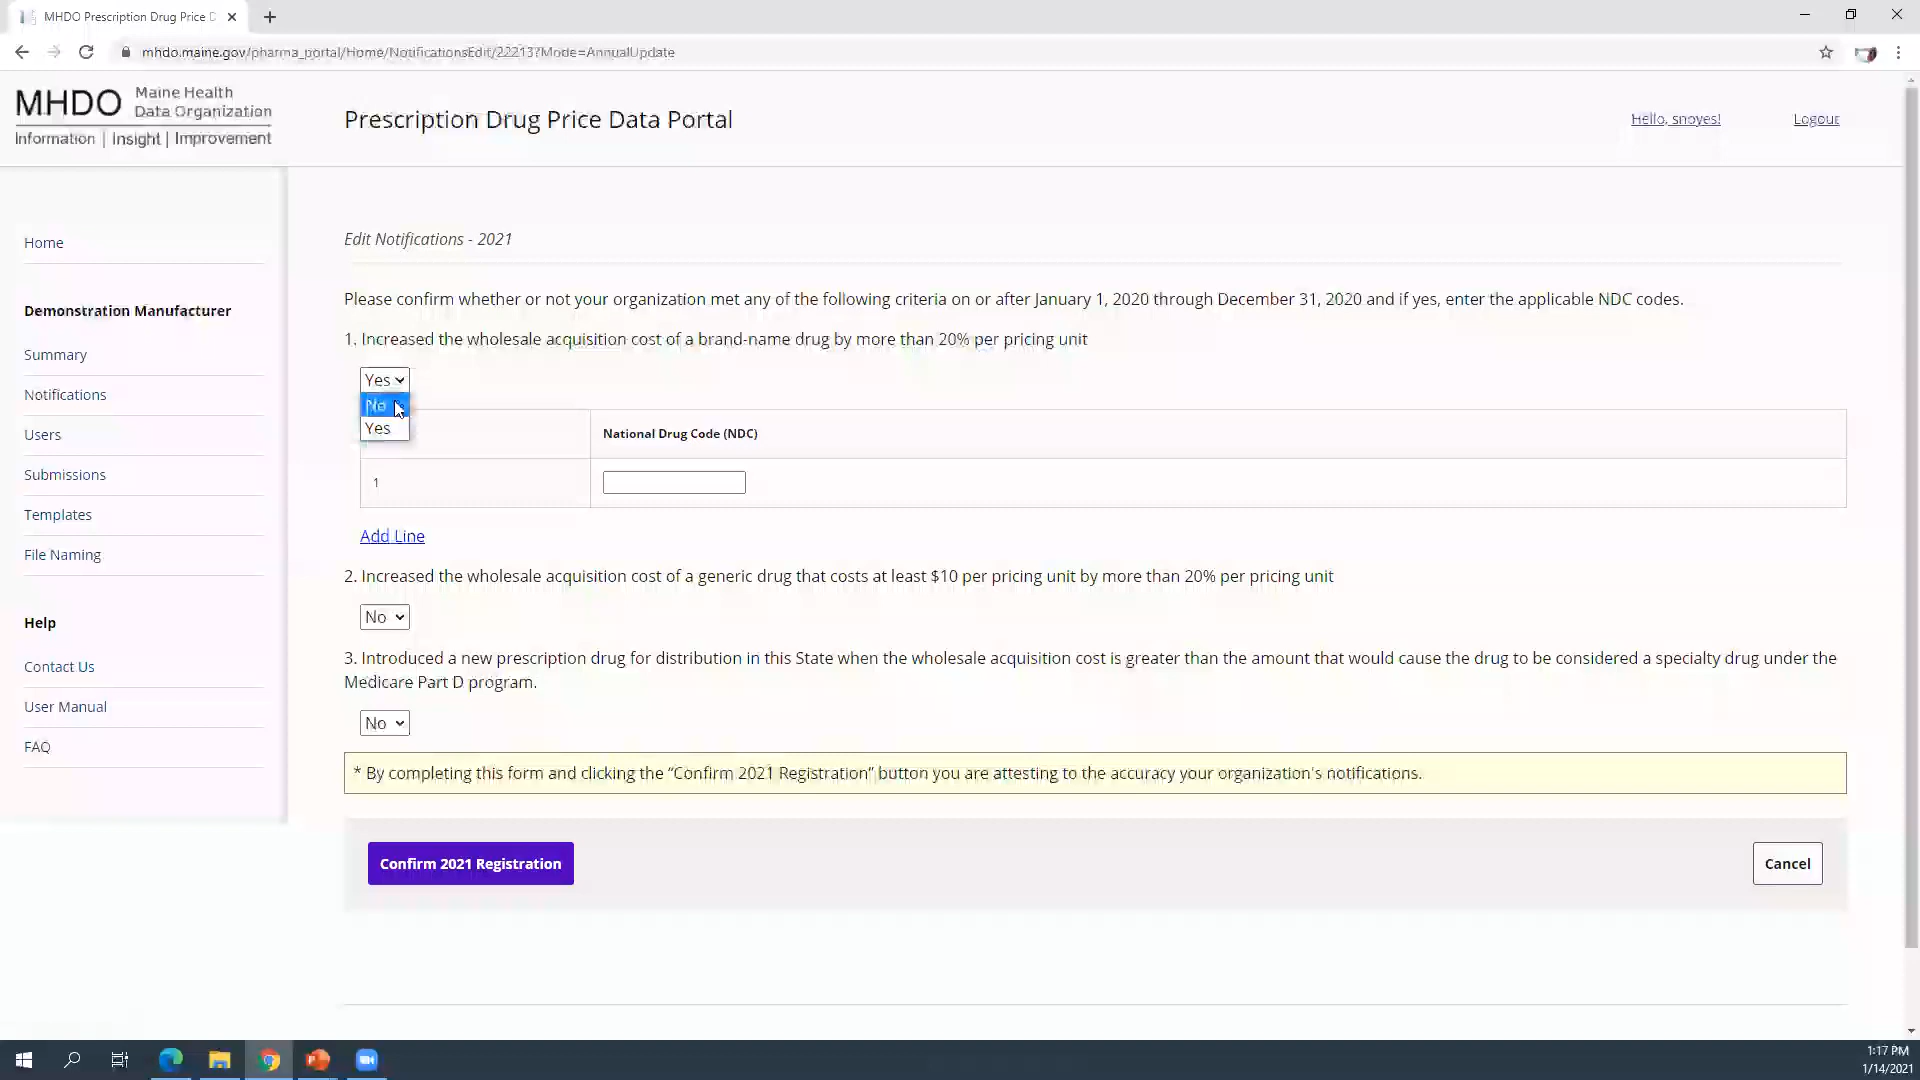 MHDO Prescription Drug Price D
mhdo.maine.gov/pharma_portal/Home/NotificationsEdit/22213?Mode=AnnualUpdate
MHDO
Maine Health
Data Organization
Information | Insight | Improvement
Prescription Drug Price Data Portal
Hello, snoyes!
Logout
Home
Demonstration Manufacturer
Summary
Notifications
Users
Submissions
Templates
File Naming
Help
Contact Us
User Manual
FAQ
Edit Notifications - 2021
Please confirm whether or not your organization met any of the following criteria on or after January 1, 2020 through December 31, 2020 and if yes, enter the applicable NDC codes.
1. Increased the wholesale acquisition cost of a brand-name drug by more than 20% per pricing unit
Yes
No
Yes
National Drug Code (NDC)
1
Add Line
2. Increased the wholesale acquisition cost of a generic drug that costs at least $10 per pricing unit by more than 20% per pricing unit
No
3. Introduced a new prescription drug for distribution in this State when the wholesale acquisition cost is greater than the amount that would cause the drug to be considered a specialty drug under the
Medicare Part D program.
No
* By completing this form and clicking the "Confirm 2021 Registration" button you are attesting to the accuracy your organization's notifications.
Confirm 2021 Registration
Cancel
1:17 PM
1/14/2021